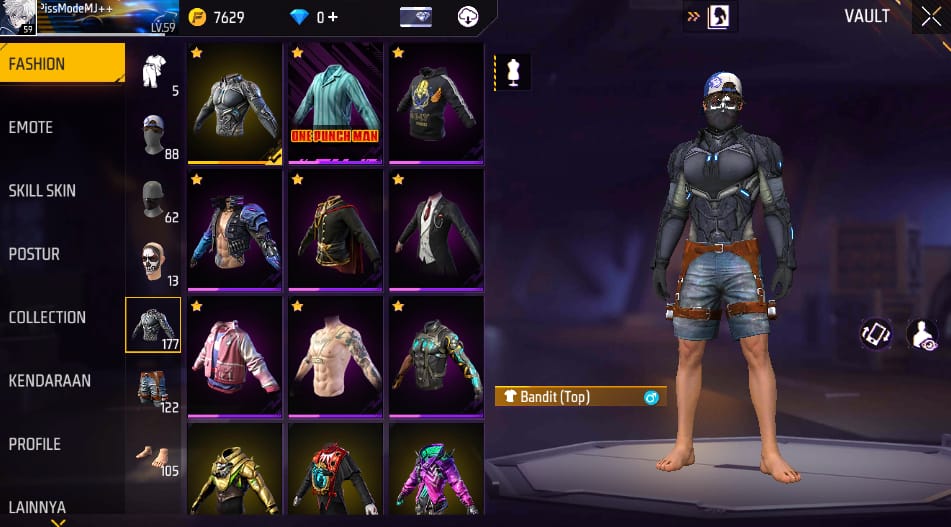 PissModeMJ++
59
LV.59
7629
0+
VAULT
FASHION
EMOTE
SKILL SKIN
POSTUR
COLLECTION
KENDARAAN
PROFILE
LAINNYA
5
88
62
13
177
122
105
ONE PUNCH MAN
Bandit (Top)